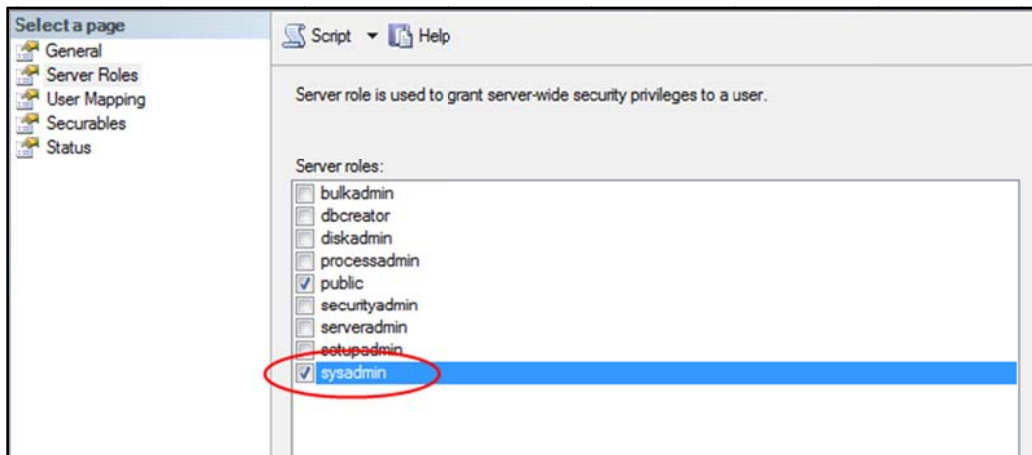 Select a page
General
Server Roles
User Mapping
Securables
Status
Script Help
Server role is used to grant server-wide security privileges to a user.
Server roles:
bulkadmin
dbcreator
diskadmin
processadmin
public
securityadmin
serveradmin
setupadmin
sysadmin